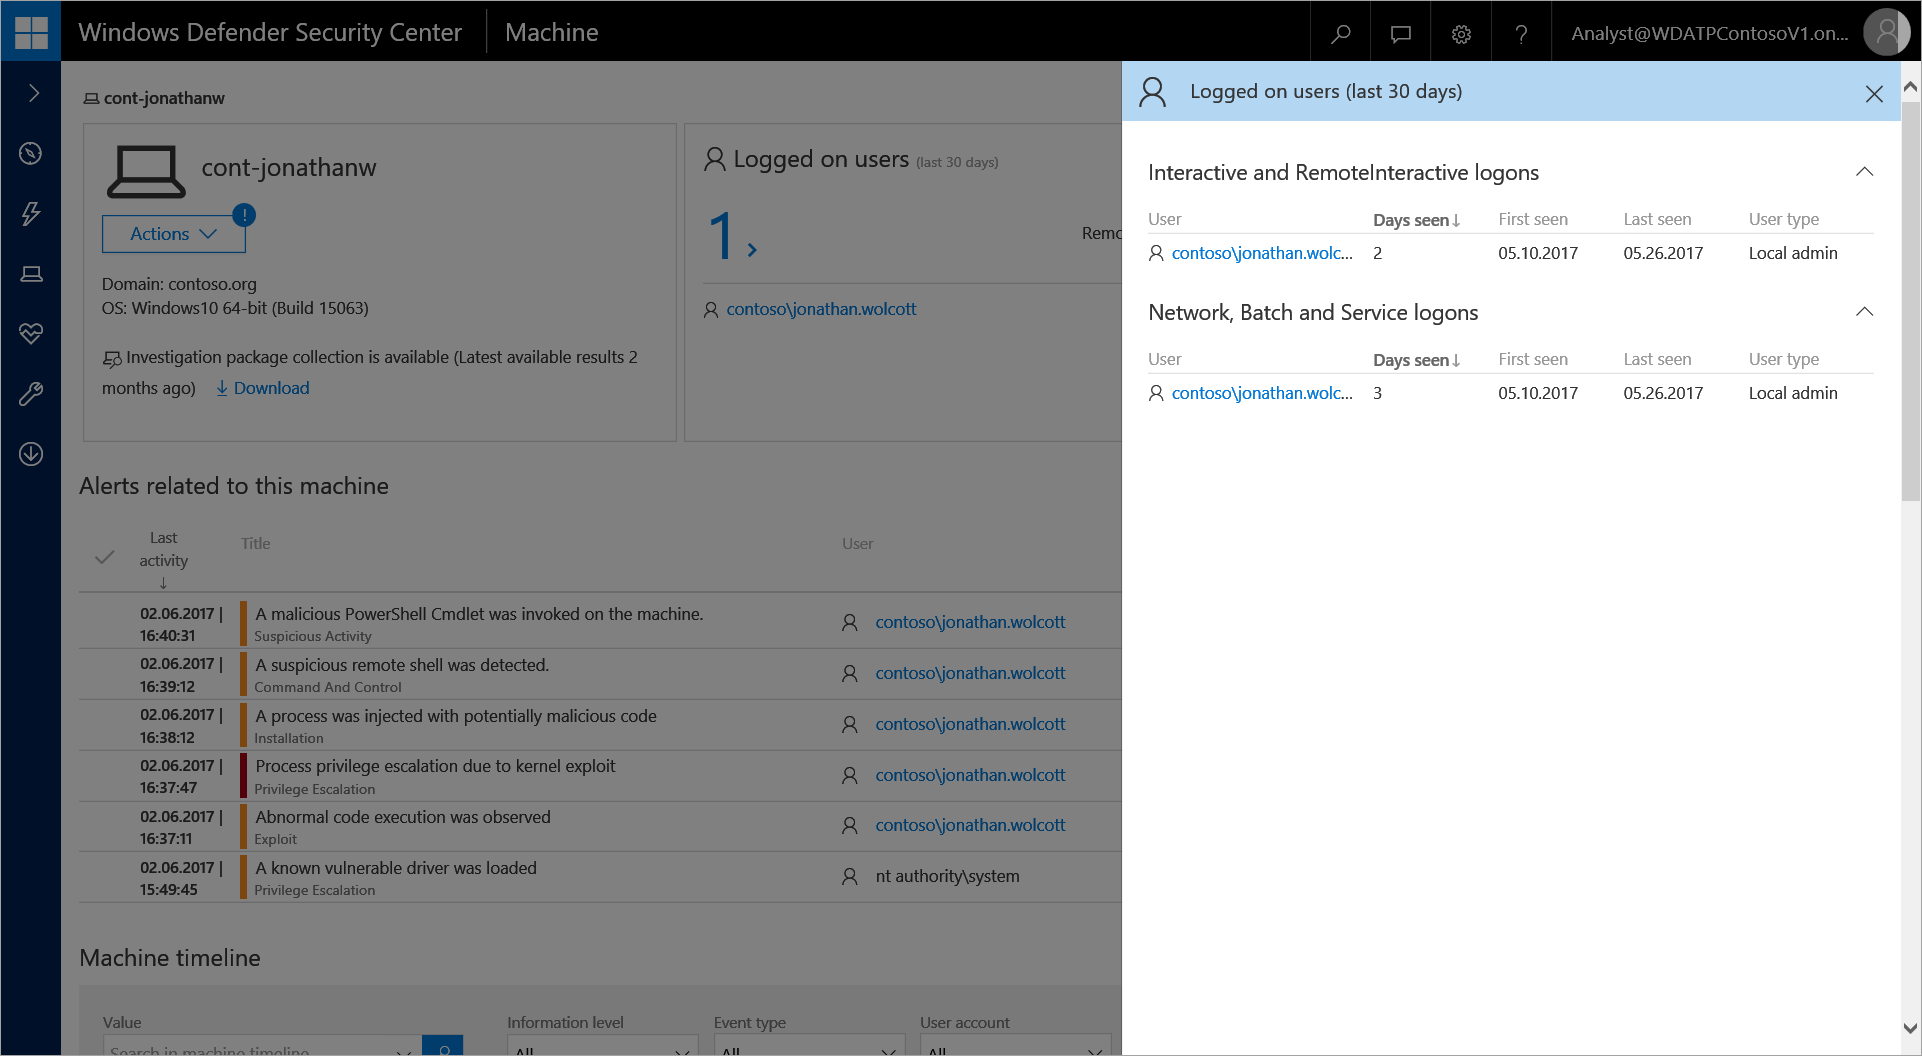 Windows Defender Security Center
Machine
Analyst@WDATPContosoV1.on...
cont-jonathanw
cont-jonathanw
Actions
!
Domain: contoso.org
OS: Windows10 64-bit (Build 15063)
Investigation package collection is available (Latest available results 2
months ago) Download
Logged on users (last 30 days)
1
Remo
contoso\jonathan.wolcott
Alerts related to this machine
Last
activity
Title
User
02.06.2017 |
16:40:31
A malicious PowerShell Cmdlet was invoked on the machine.
Suspicious Activity
contoso\jonathan.wolcott
02.06.2017 |
16:39:12
A suspicious remote shell was detected.
Command And Control
contoso\jonathan.wolcott
02.06.2017 |
16:38:12
A process was injected with potentially malicious code
Installation
contoso\jonathan.wolcott
02.06.2017 |
16:37:47
Process privilege escalation due to kernel exploit
Privilege Escalation
contoso\jonathan.wolcott
02.06.2017 |
16:37:11
Abnormal code execution was observed
Exploit
contoso\jonathan.wolcott
02.06.2017 |
15:49:45
A known vulnerable driver was loaded
Privilege Escalation
nt authority\system
Machine timeline
Value
Information level
Event type
User account
Search in machine timeline
All
All
All
Logged on users (last 30 days)
Interactive and RemoteInteractive logons
User Days seen↓ First seen Last seen User type
contoso\jonathan.wolc... 2 05.10.2017 05.26.2017 Local admin
Network, Batch and Service logons
User Days seen↓ First seen Last seen User type
contoso\jonathan.wolc... 3 05.10.2017 05.26.2017 Local admin